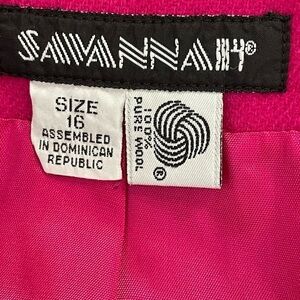 SAVANNAH®
SIZE
16
ASSEMBLED
IN DOMINICAN
REPUBLIC
100%
PURE WOOL
®